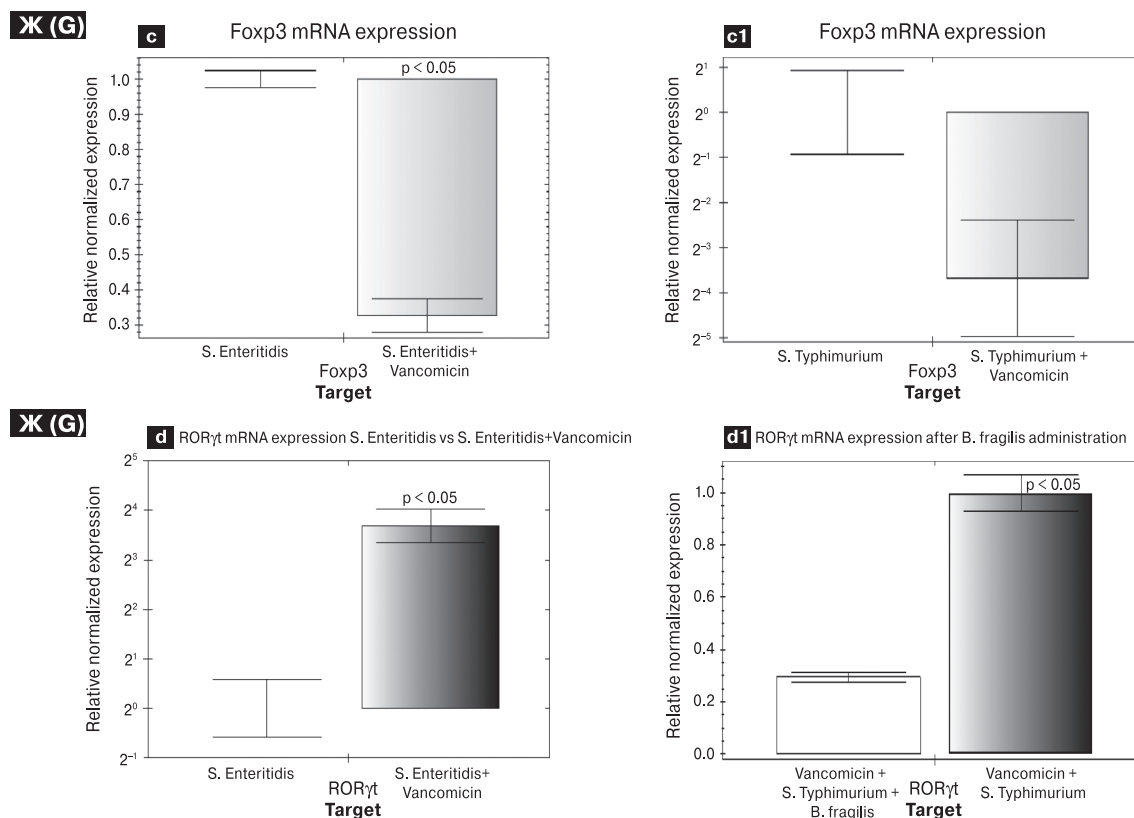 Ж (G)
c
Foxp3 mRNA expression
Relative normalized expression
1.0
0.9
0.8
0.7
0.6
0.5
0.4
0.3
p < 0.05
S. Enteritidis
S. Enteritidis+
Vancomicin
Foxp3
Target
c1
Foxp3 mRNA expression
Relative normalized expression
2¹
2⁰
2⁻¹
2⁻²
2⁻³
2⁻⁴
2⁻⁵
S. Typhimurium
S. Typhimurium +
Vancomicin
Foxp3
Target
Ж (G)
d
RORγt mRNA expression S. Enteritidis vs S. Enteritidis+Vancomicin
Relative normalized expression
2⁵
2⁴
2³
2²
2¹
2⁰
2⁻¹
p < 0.05
S. Enteritidis
S. Enteritidis+
Vancomicin
RORγt
Target
d1
RORγt mRNA expression after B. fragilis administration
Relative normalized expression
1.0
0.8
0.6
0.4
0.2
0.0
p < 0.05
Vancomicin +
S. Typhimurium +
B. fragilis
Vancomicin +
S. Typhimurium
RORγt
Target